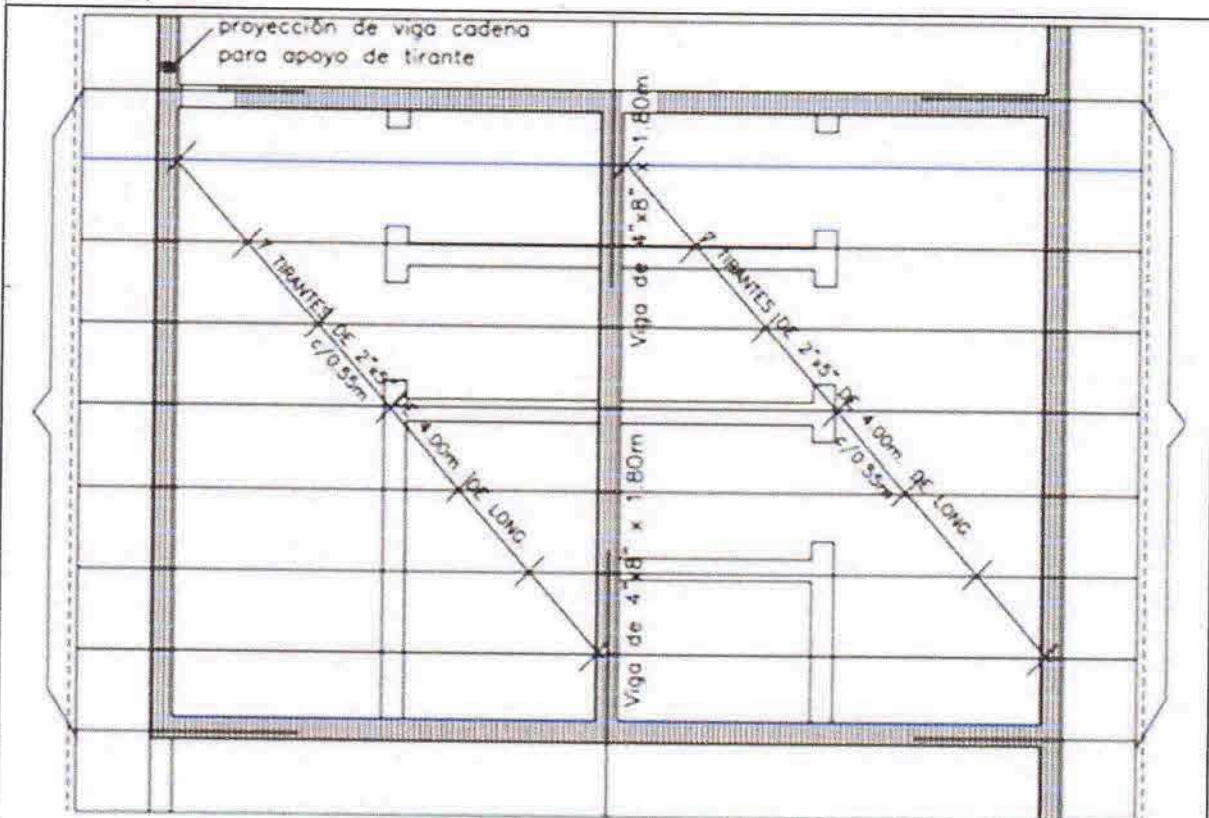 proyección de viga cadena
para apoyo de tirante
Viga de 4"x8" x 1.80m
7 TIRANTES DE 2"x5" DE 4.00m DE LONG
c/0.55m
7 TIRANTES DE 2"x5" DE 4.00m DE LONG
c/0.55m
Viga de 4"x8" x 1.80m